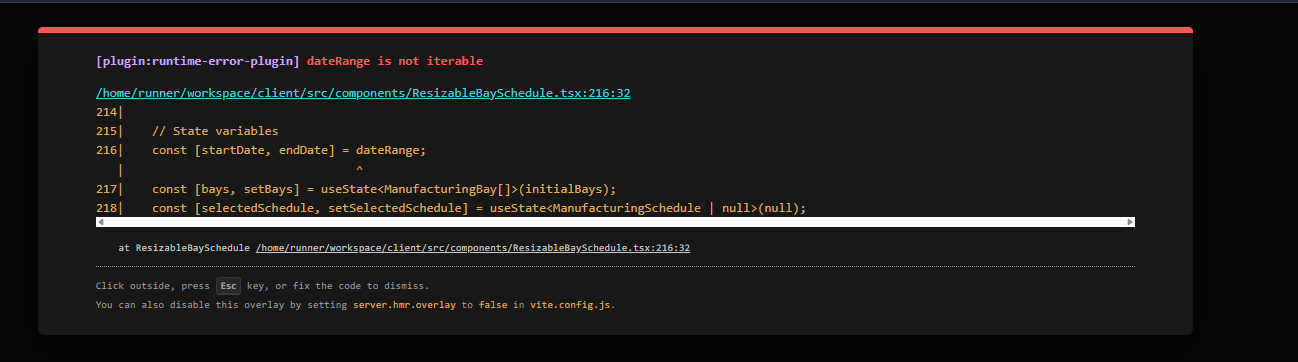 [plugin:runtime-error-plugin] dateRange is not iterable
/home/runner/workspace/client/src/components/ResizableBaySchedule.tsx:216:32
214|
215|    // State variables
216|    const [startDate, endDate] = dateRange;
   |                                 ^
217|    const [bays, setBays] = useState<ManufacturingBay[]>(initialBays);
218|    const [selectedSchedule, setSelectedSchedule] = useState<ManufacturingSchedule | null>(null);
at ResizableBaySchedule /home/runner/workspace/client/src/components/ResizableBaySchedule.tsx:216:32
Click outside, press Esc key, or fix the code to dismiss.
You can also disable this overlay by setting server.hmr.overlay to false in vite.config.js.